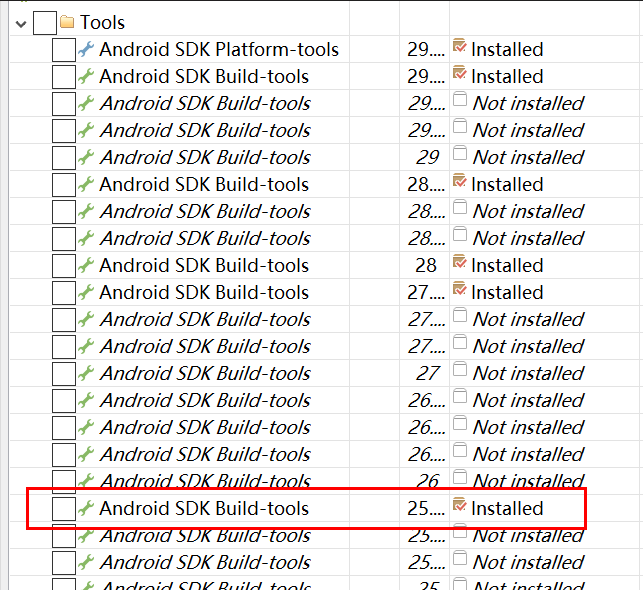 Tools
Android SDK Platform-tools 29.... Installed
Android SDK Build-tools 29.... Installed
Android SDK Build-tools 29.... Not installed
Android SDK Build-tools 29.... Not installed
Android SDK Build-tools 29 Not installed
Android SDK Build-tools 28.... Installed
Android SDK Build-tools 28.... Not installed
Android SDK Build-tools 28.... Not installed
Android SDK Build-tools 28 Installed
Android SDK Build-tools 27.... Installed
Android SDK Build-tools 27.... Not installed
Android SDK Build-tools 27.... Not installed
Android SDK Build-tools 27 Not installed
Android SDK Build-tools 26.... Not installed
Android SDK Build-tools 26.... Not installed
Android SDK Build-tools 26.... Not installed
Android SDK Build-tools 26 Not installed
Android SDK Build-tools 25.... Installed
Android SDK Build-tools 25.... Not installed
Android SDK Build-tools 25.... Not installed
Android SDK Build-tools 25 Not installed